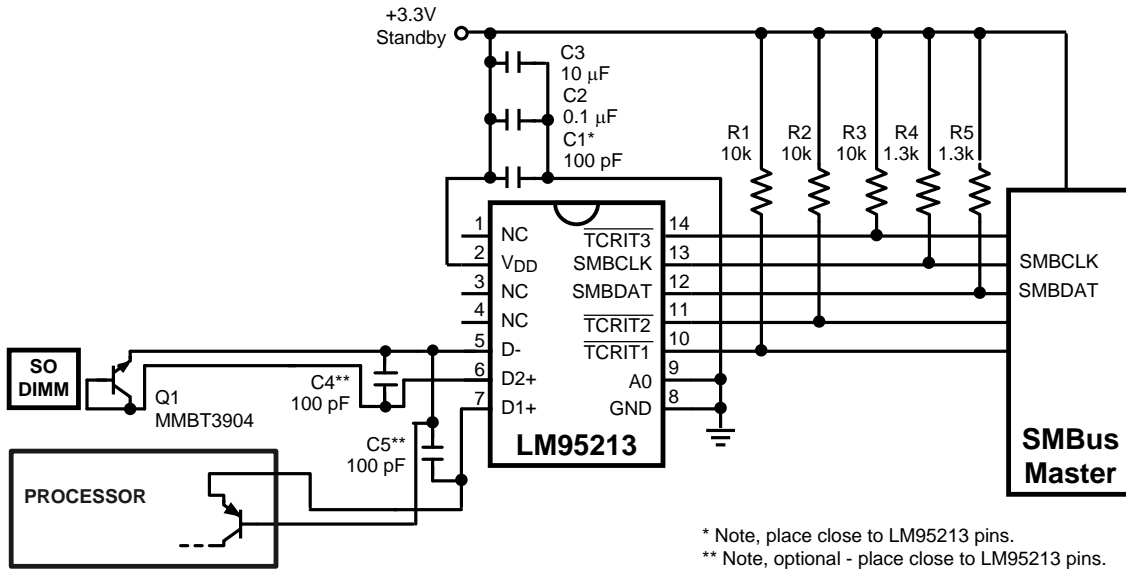 +3.3V
Standby
C3
10 μF
C2
0.1 μF
C1*
100 pF
R1
10k
R2
10k
R3
10k
R4
1.3k
R5
1.3k
1
NC
TCRIT3
14
2
VDD
SMBCLK
13
SMBCLK
3
NC
SMBDAT
12
SMBDAT
4
NC
TCRIT2
11
5
D-
TCRIT1
10
6
D2+
A0
9
7
D1+
GND
8
LM95213
SO
DIMM
Q1
MMBT3904
C4**
100 pF
C5**
100 pF
PROCESSOR
SMBus
Master
* Note, place close to LM95213 pins.
** Note, optional - place close to LM95213 pins.